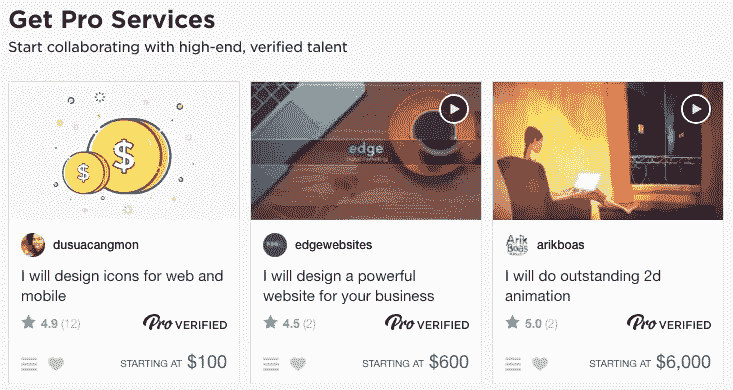 Get Pro Services
Start collaborating with high-end, verified talent
$
$
edge
dusuacangmon
I will design icons for web and
mobile
4.9 (12)
Pro VERIFIED
STARTING AT $100
edgewebsites
I will design a powerful
website for your business
4.5 (2)
Pro VERIFIED
STARTING AT $600
Arik
Boas
arikboas
I will do outstanding 2d
animation
5.0 (2)
Pro VERIFIED
STARTING AT $6,000